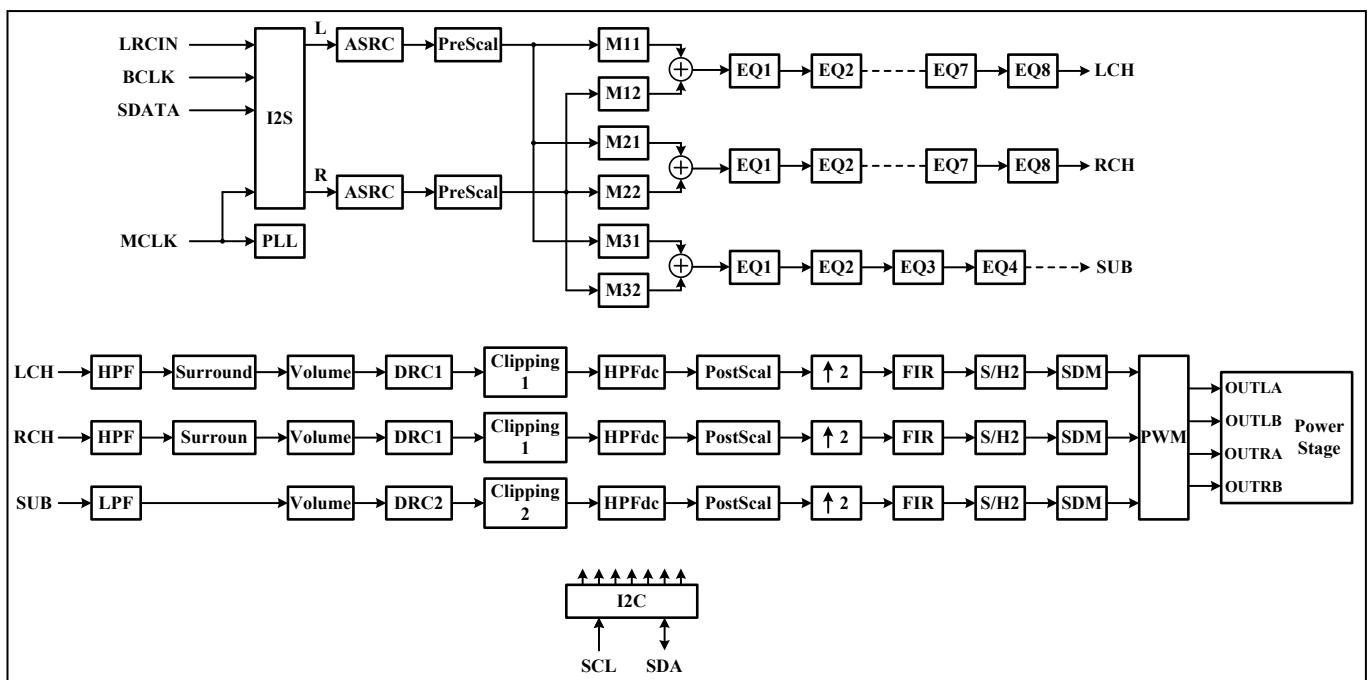 LRCIN
BCLK
SDATA
MCLK
I2S
PLL
L
ASRC
PreScal
R
ASRC
PreScal
M11
M12
M21
M22
M31
M32
EQ1 EQ2 EQ7 EQ8 LCH
EQ1 EQ2 EQ7 EQ8 RCH
EQ1 EQ2 EQ3 EQ4 SUB
LCH HPF Surround Volume DRC1 Clipping 1 HPFdc PostScal ↑ 2 FIR S/H2 SDM
RCH HPF Surroun Volume DRC1 Clipping 1 HPFdc PostScal ↑ 2 FIR S/H2 SDM
SUB LPF Volume DRC2 Clipping 2 HPFdc PostScal ↑ 2 FIR S/H2 SDM
PWM
OUTLA
OUTLB
OUTRA
OUTRB
Power
Stage
I2C
SCL SDA